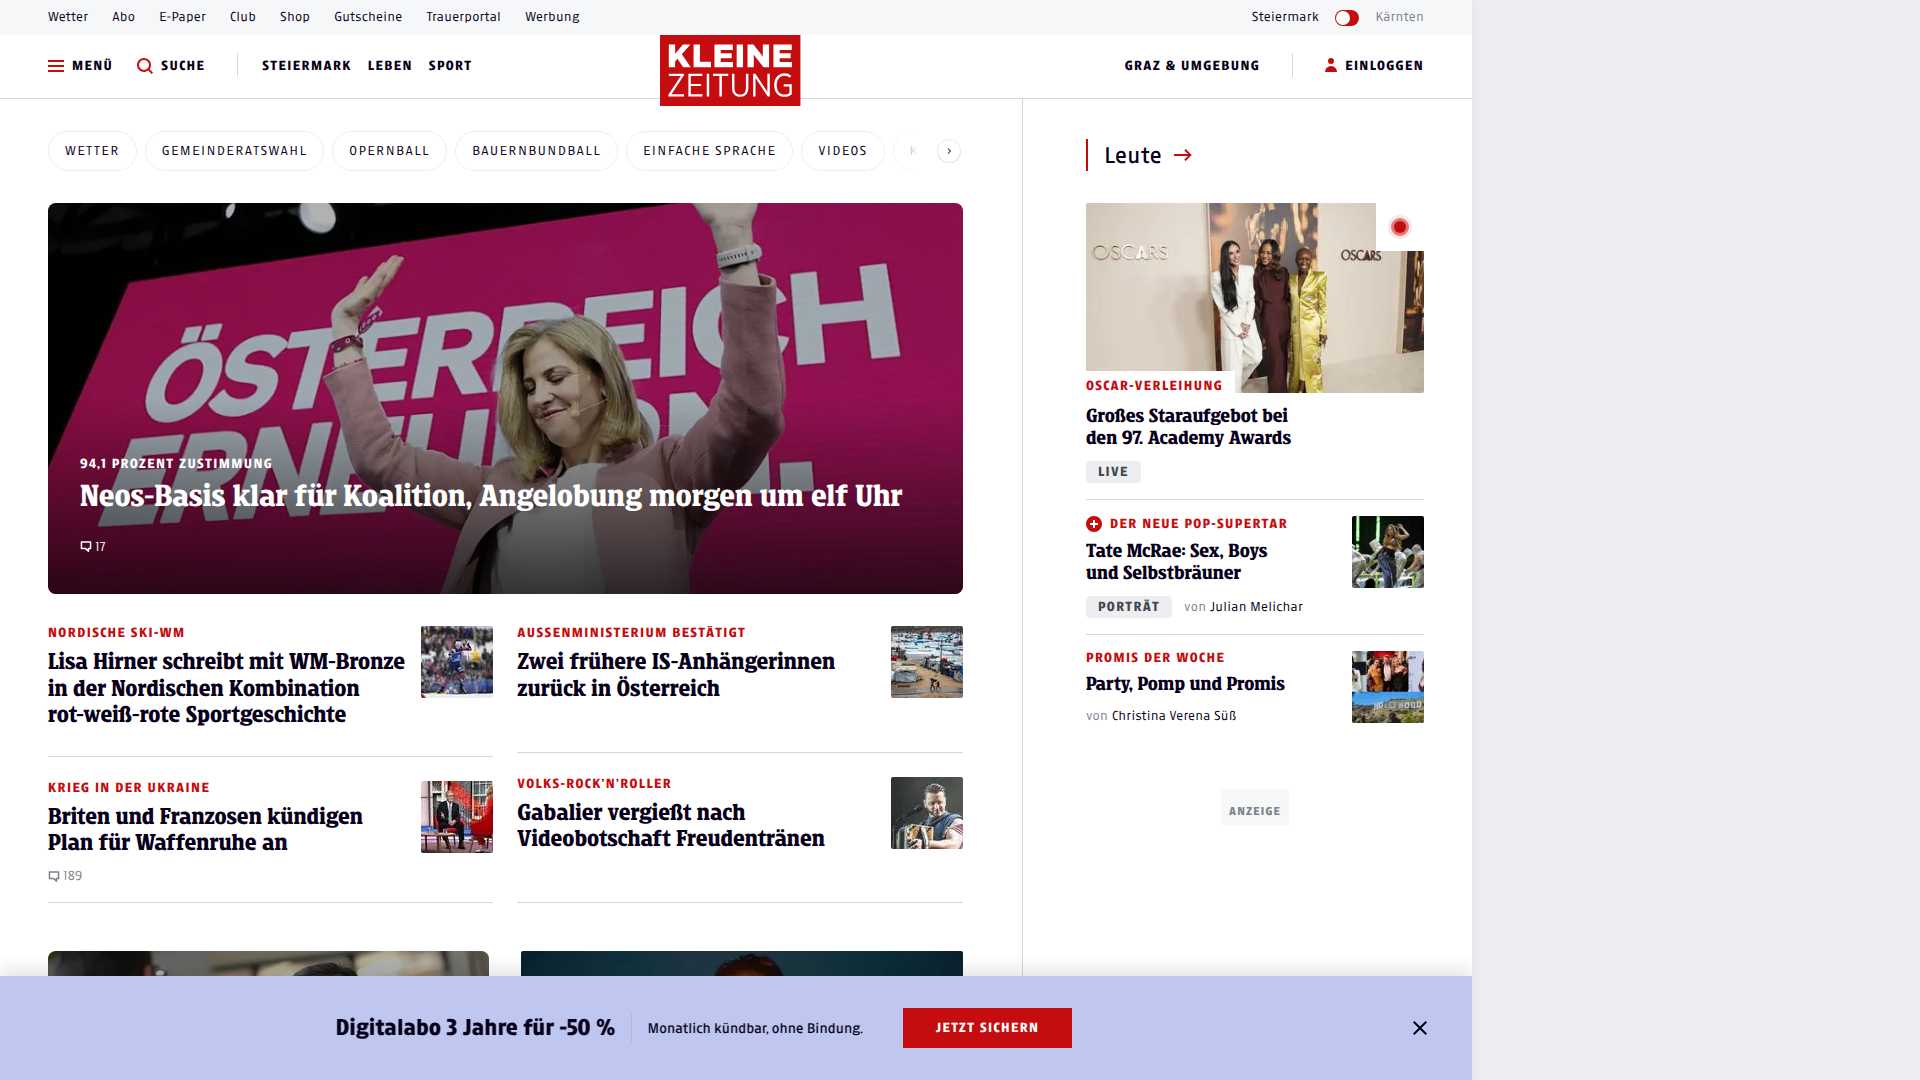 Wetter Abo E-Paper Club Shop Gutscheine Trauerportal Werbung Steiermark Kärnten
MENÜ SUCHE STEIERMARK LEBEN SPORT KLEINE ZEITUNG GRAZ & UMGEBUNG EINLOGGEN
WETTER GEMEINDERATSWAHL OPERNBALL BAUERNBUNDBALL EINFACHE SPRACHE VIDEOS K
ÖSTERREICH
94,1 PROZENT ZUSTIMMUNG
Neos-Basis klar für Koalition, Angelobung morgen um elf Uhr
17
NORDISCHE SKI-WM
Lisa Hirner schreibt mit WM-Bronze
in der Nordischen Kombination
rot-weiß-rote Sportgeschichte
AUSSENMINISTERIUM BESTÄTIGT
Zwei frühere IS-Anhängerinnen
zurück in Österreich
KRIEG IN DER UKRAINE
Briten und Franzosen kündigen
Plan für Waffenruhe an
189
VOLKS-ROCK'N'ROLLER
Gabalier vergießt nach
Videobotschaft Freudentränen
Leute
OSCARS OSCARS
OSCAR-VERLEIHUNG
Großes Staraufgebot bei
den 97. Academy Awards
LIVE
DER NEUE POP-SUPERTAR
Tate McRae: Sex, Boys
und Selbstbräuner
PORTRÄT von Julian Melichar
PROMIS DER WOCHE
Party, Pomp und Promis
von Christina Verena Süß
HOLLYWOOD
ANZEIGE
Digitalabo 3 Jahre für -50 % Monatlich kündbar, ohne Bindung. JETZT SICHERN